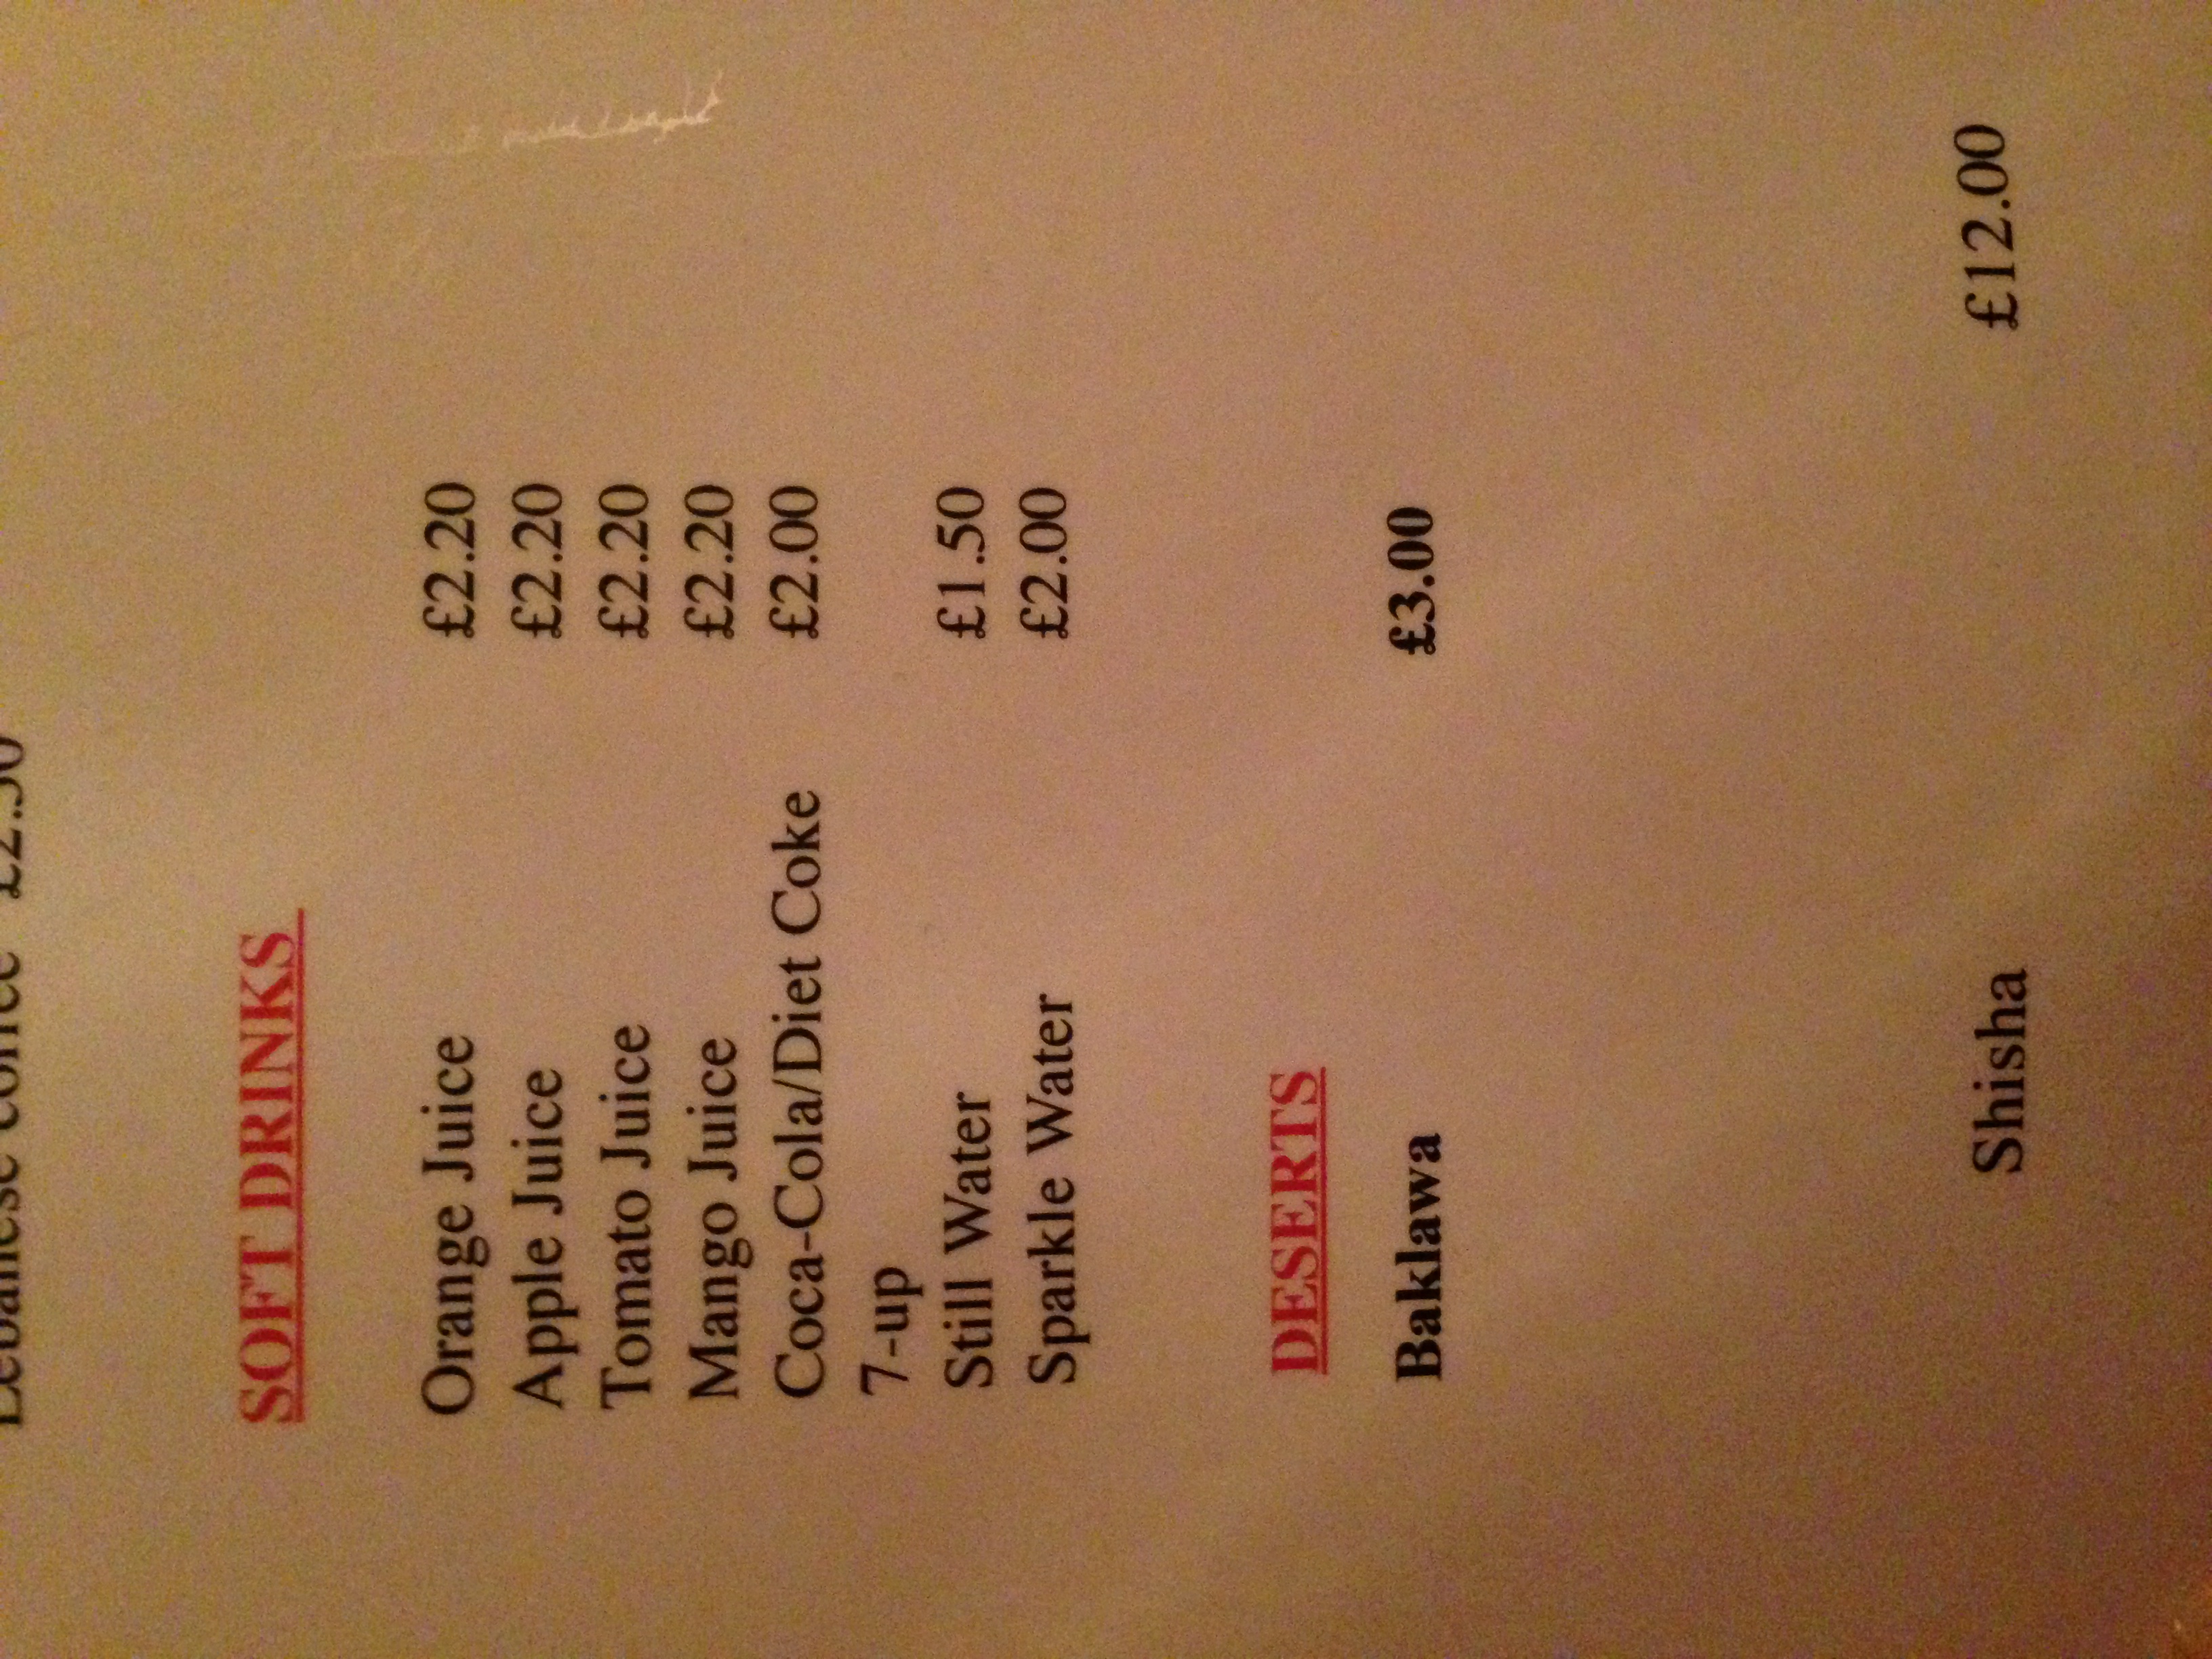 Lebanese coffee £2.50
SOFT DRINKS
Orange Juice £2.20
Apple Juice £2.20
Tomato Juice £2.20
Mango Juice £2.20
Coca-Cola/Diet Coke £2.00
7-up
Still Water £1.50
Sparkle Water £2.00
DESERTS
Baklawa £3.00
Shisha £12.00